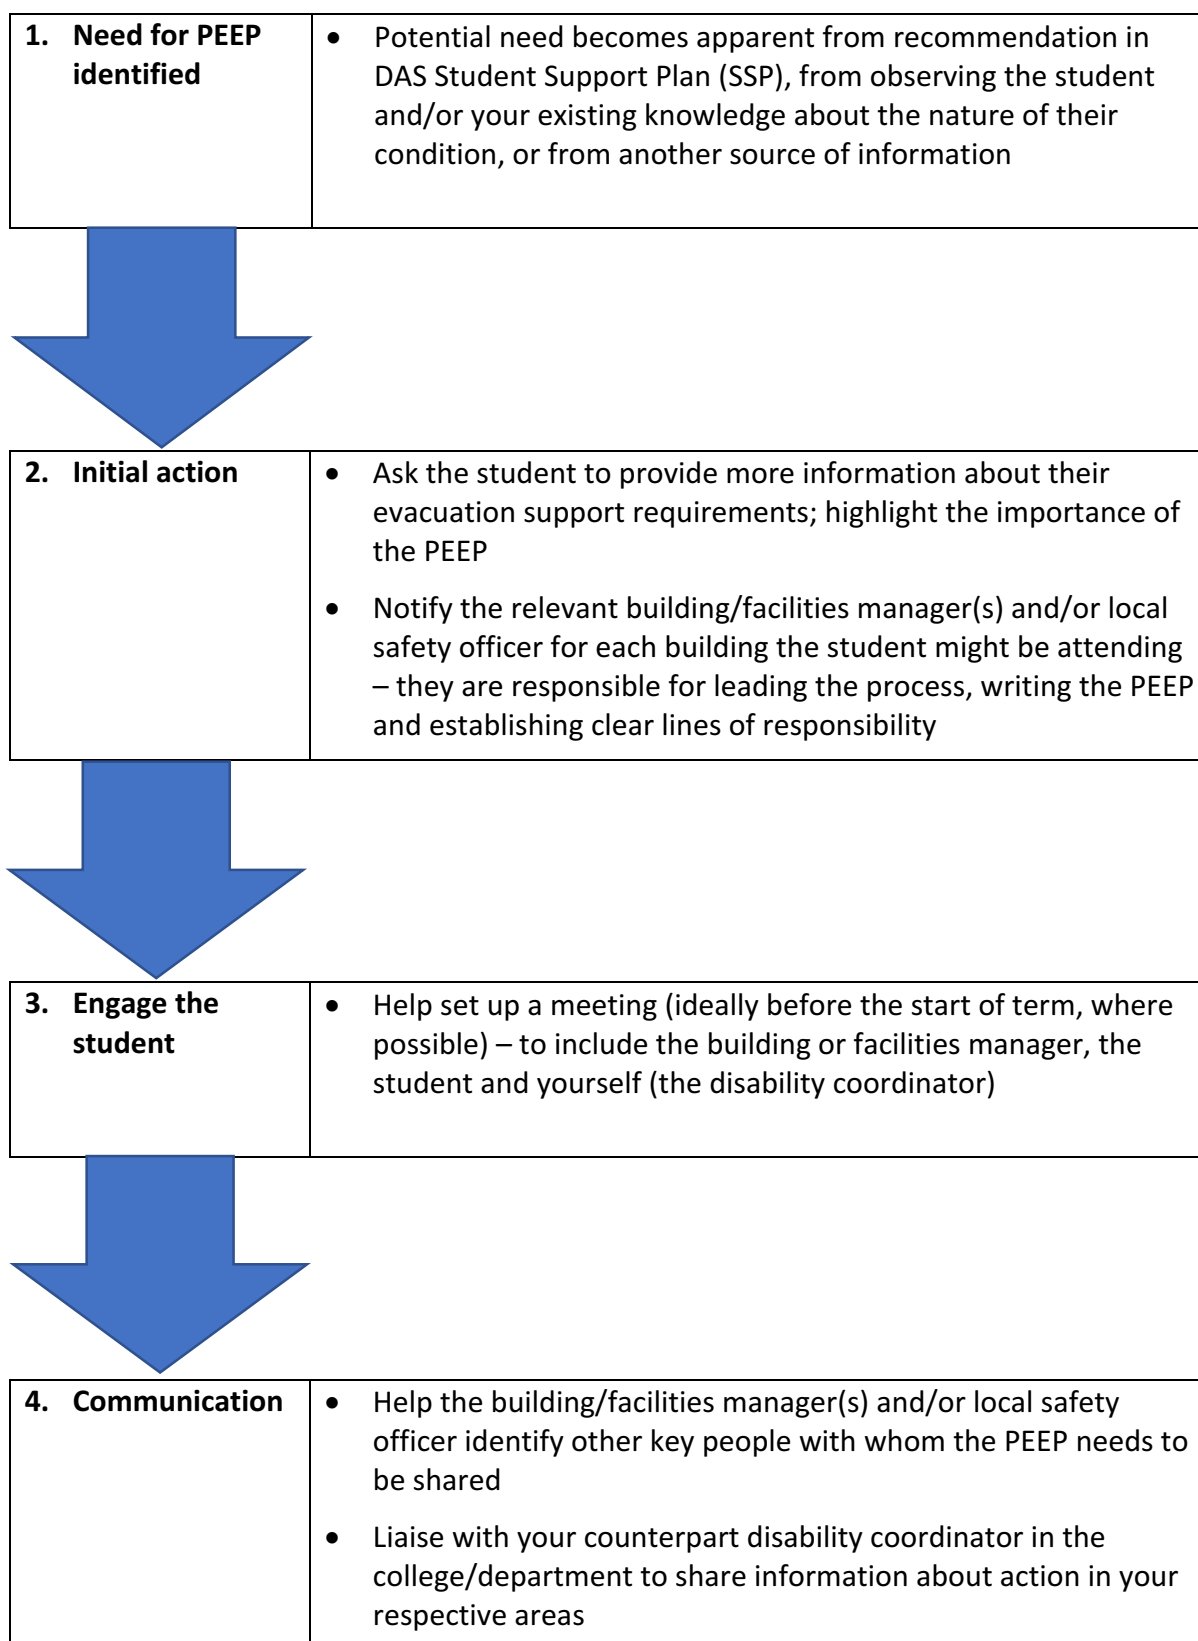 1. Need for PEEP
identified
• Potential need becomes apparent from recommendation in
DAS Student Support Plan (SSP), from observing the student
and/or your existing knowledge about the nature of their
condition, or from another source of information
2. Initial action
• Ask the student to provide more information about their
evacuation support requirements; highlight the importance of
the PEEP
• Notify the relevant building/facilities manager(s) and/or local
safety officer for each building the student might be attending
– they are responsible for leading the process, writing the PEEP
and establishing clear lines of responsibility
3. Engage the
student
• Help set up a meeting (ideally before the start of term, where
possible) – to include the building or facilities manager, the
student and yourself (the disability coordinator)
4. Communication
• Help the building/facilities manager(s) and/or local safety
officer identify other key people with whom the PEEP needs to
be shared
• Liaise with your counterpart disability coordinator in the
college/department to share information about action in your
respective areas